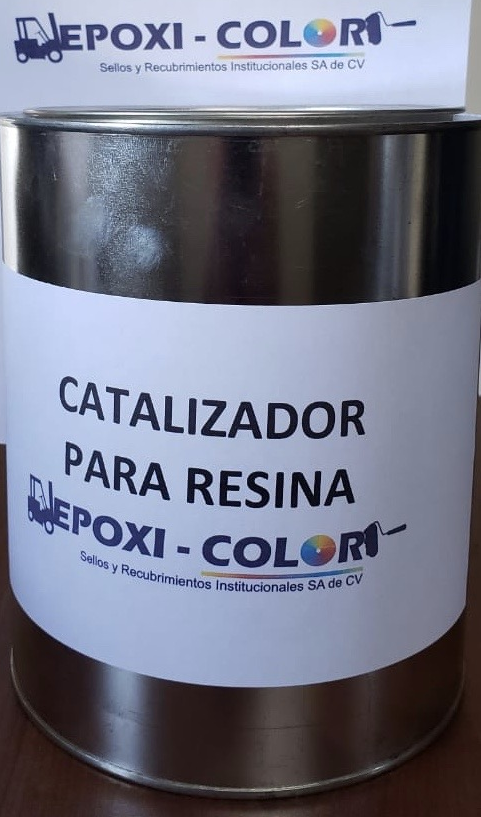 EPOXI - COLOR
Sellos y Recubrimientos Institucionales SA de CV
CATALIZADOR
PARA RESINA
EPOXI - COLOR
Sellos y Recubrimientos Institucionales SA de CV